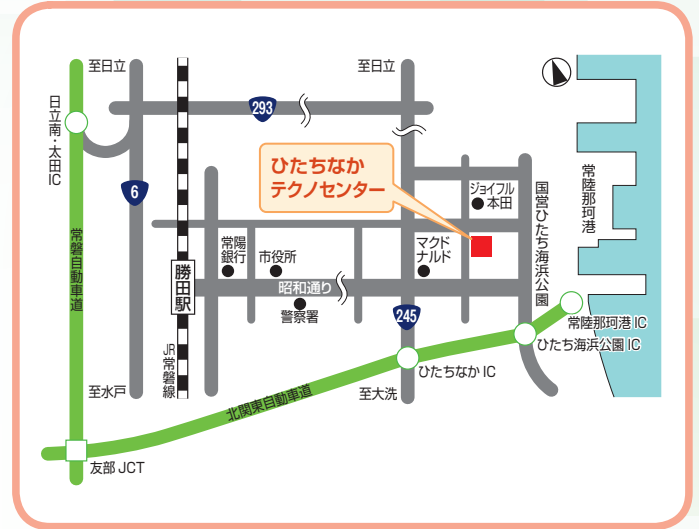 至日立
至日立
日立南・太田IC
293
6
ひたちなか
テクノセンター
ジョイフル
本田
国営ひたち海浜公園
常陸那珂港
常磐自動車道
常陽
銀行
市役所
マクド
ナルド
勝田駅
昭和通り
警察署
245
常陸那珂港 IC
ひたち海浜公園 IC
JR常磐線
ひたちなか IC
至水戸
至大洗
北関東自動車道
友部 JCT